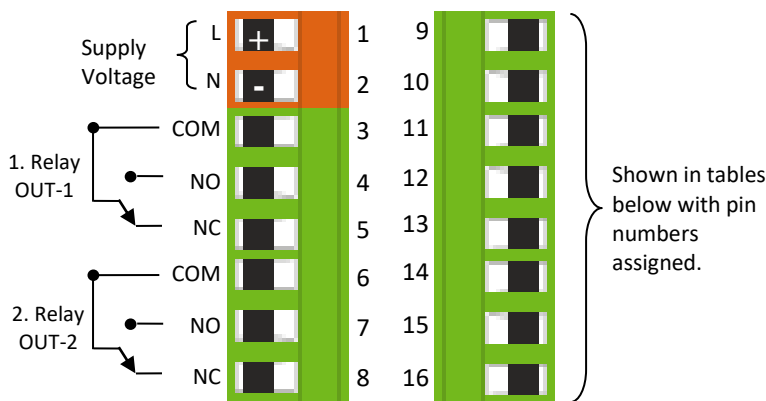 Supply
Voltage
L + 1
N - 2
COM 3
1. Relay
OUT-1
NO 4
NC 5
COM 6
2. Relay
OUT-2
NO 7
NC 8
9
10
11
12
13
14
15
16
Shown in tables
below with pin
numbers
assigned.